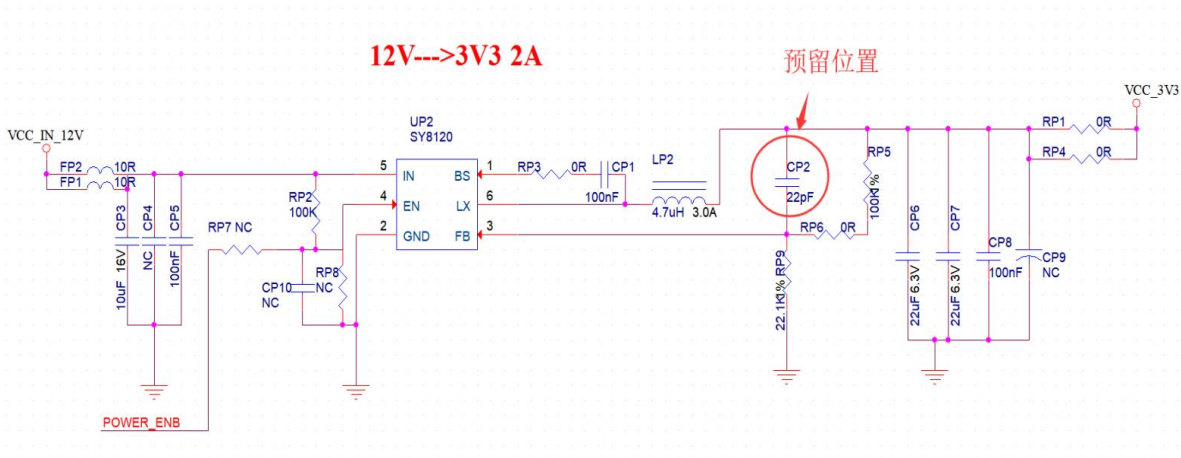 12V--->3V3 2A
预留位置
VCC_3V3
VCC_IN_12V
UP2
SY8120
RP1 0R
RP4 0R
FP2 10R
FP1 10R
5 IN
BS 1
4 EN
LX 6
2 GND
FB 3
RP3 0R
CP1
100nF
LP2
4.7uH 3.0A
CP2
22pF
RP5
100K1%
RP6 0R
RP9
22.1K1%
RP2
100K
RP7 NC
CP3
10uF 16V
CP4
NC
CP5
100nF
CP10
NC
RP8
NC
CP6
22uF 6.3V
CP7
22uF 6.3V
CP8
100nF
CP9
NC
POWER_ENB